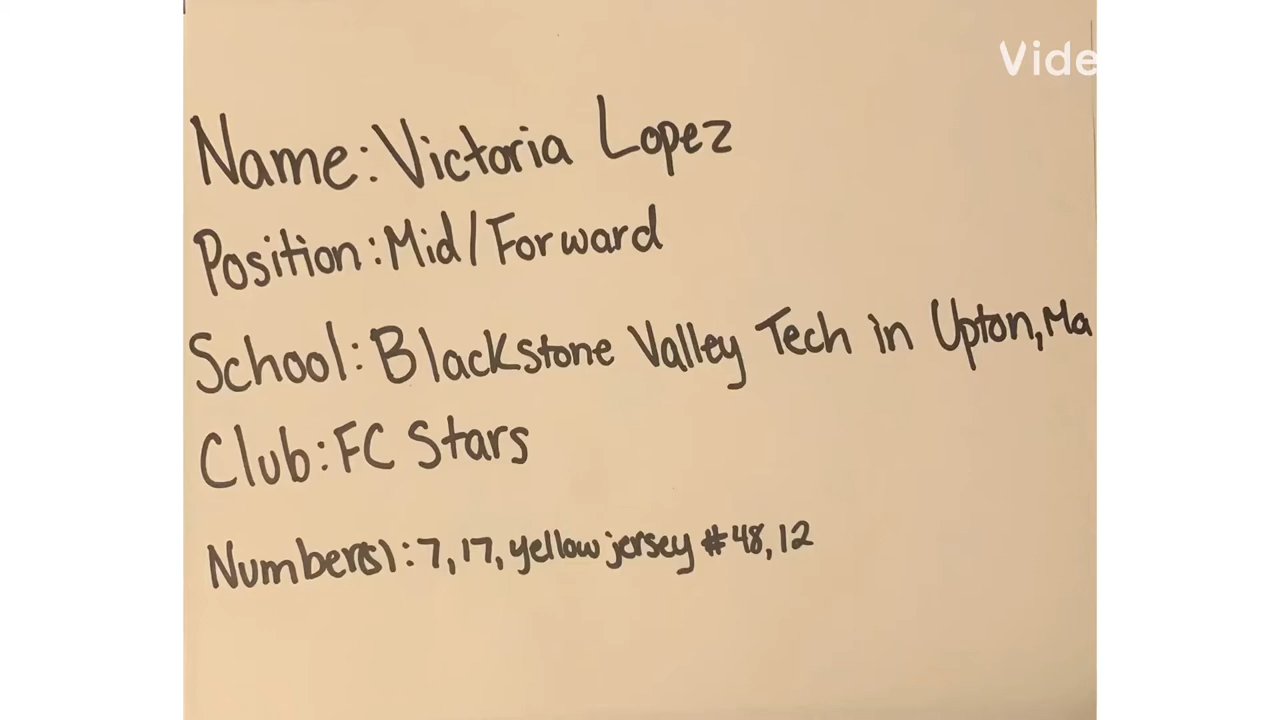 Vide
Name: Victoria Lopez
Position: Mid/Forward
School: Blackstone Valley Tech in Upton, Ma
Club: FC Stars
Number(s): 7, 17, yellow jersey #48, 12